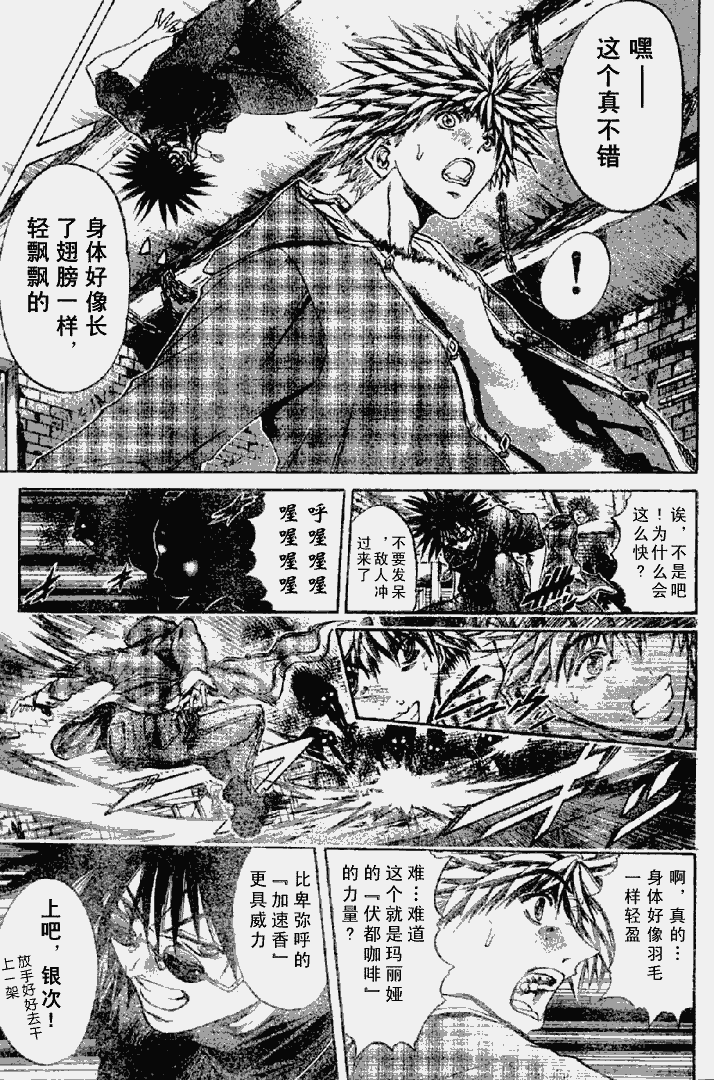 嘿——
这个真不错
！
身体好像长
了翅膀一样，
轻飘飘的
诶，不是吧
！为什么会
这么快？
不要发呆
，敌人冲
过来了
呼喔喔喔
喔喔喔喔
啊，真的…
身体好像羽毛
一样轻盈
难…难道
这个就是玛丽娅
的『伏都咖啡』
的力量？
比卑弥呼的
『加速香』
更具威力
上吧，银次！
放手好好去干
上一架